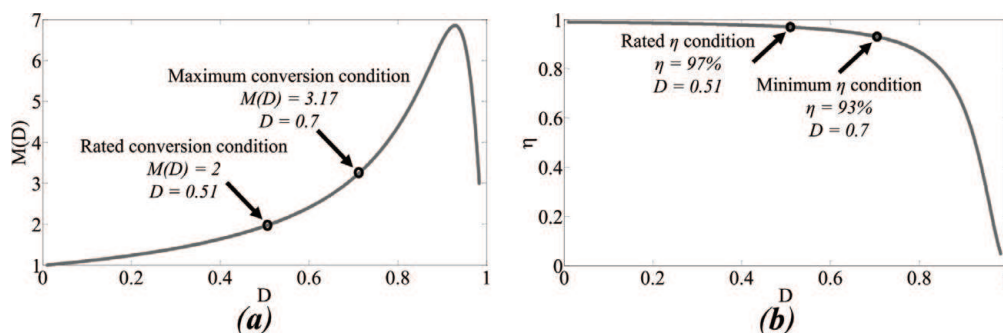 7
6
5
4
3
2
1
M(D)
Maximum conversion condition
M(D) = 3.17
D = 0.7
Rated conversion condition
M(D) = 2
D = 0.51
0 0.2 0.4 0.6 0.8 1
D
(a)
1
0.8
0.6
0.4
0.2
0
η
Rated η condition
η = 97%
D = 0.51
Minimum η condition
η = 93%
D = 0.7
0 0.2 0.4 0.6 0.8
D
(b)